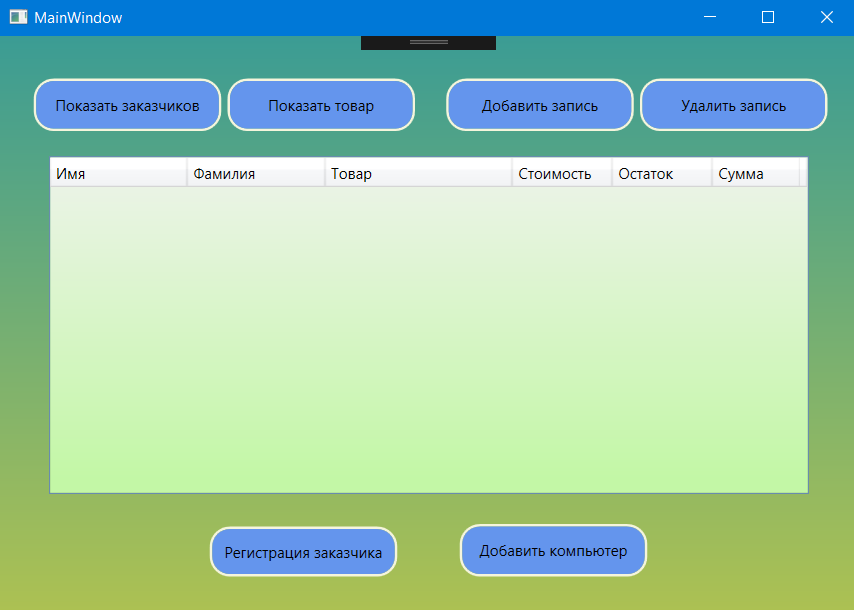 MainWindow
Показать заказчиков
Показать товар
Добавить запись
Удалить запись
Имя
Фамилия
Товар
Стоимость
Остаток
Сумма
Регистрация заказчика
Добавить компьютер